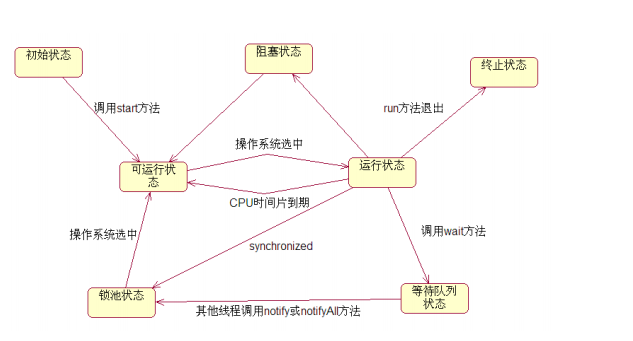 阻塞状态
初始状态
终止状态
调用start方法
run方法退出
操作系统选中
可运行状
态
运行状态
CPU时间片到期
操作系统选中
调用wait方法
synchronized
锁池状态
等待队列
状态
其他线程调用notify或notifyAll方法